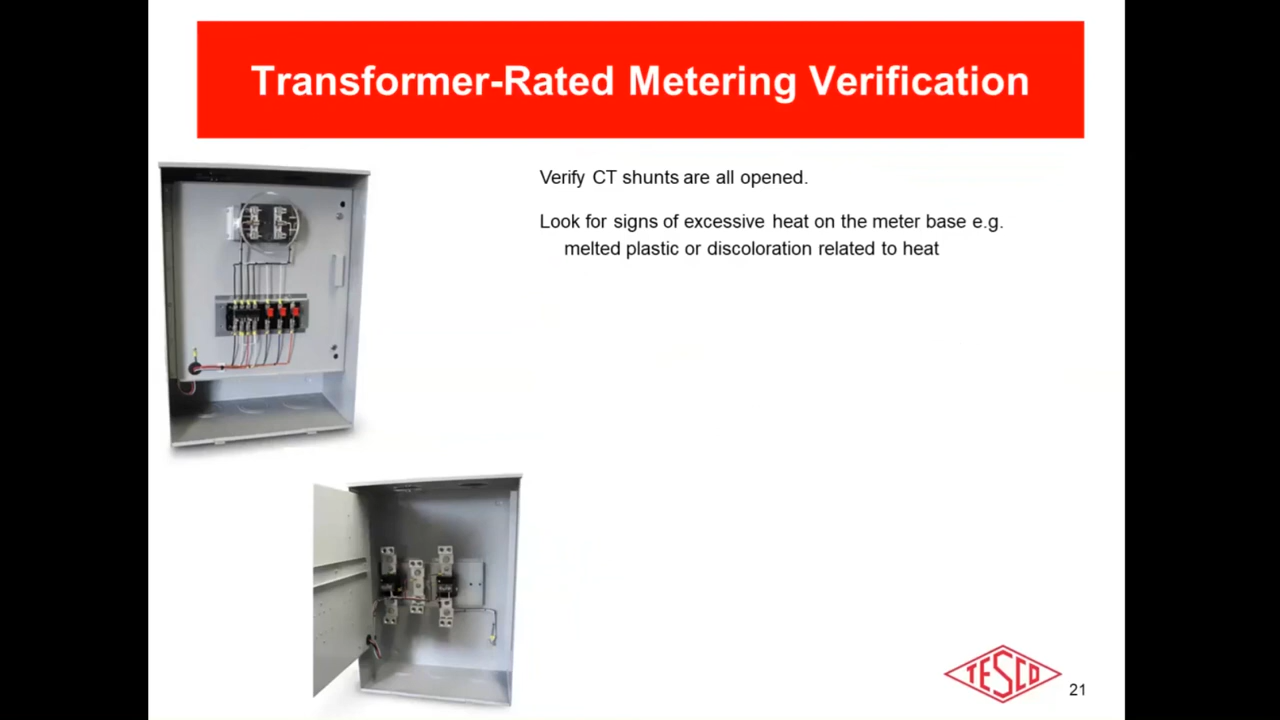 Transformer-Rated Metering Verification
Verify CT shunts are all opened.
Look for signs of excessive heat on the meter base e.g.
melted plastic or discoloration related to heat
TESCO
21